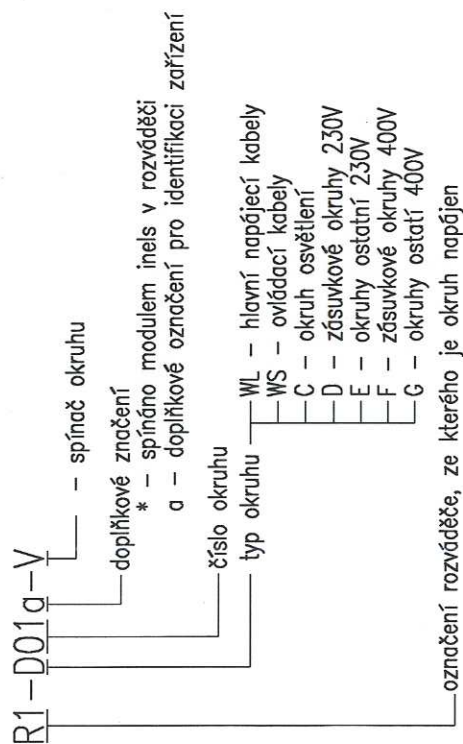 R1-D01a-V
- spínač okruhu
doplňkové značení
* - spínáno modulem inels v rozváděči
a - doplňkové označení pro identifikaci zařízení
číslo okruhu
typ okruhu
WL - hlavní napájecí kabely
WS - ovládací kabely
C - okruh osvětlení
D - zásuvkové okruhy 230V
E - okruhy ostatní 230V
F - zásuvkové okruhy 400V
G - okruhy ostatí 400V
označení rozváděče, ze kterého je okruh napájen